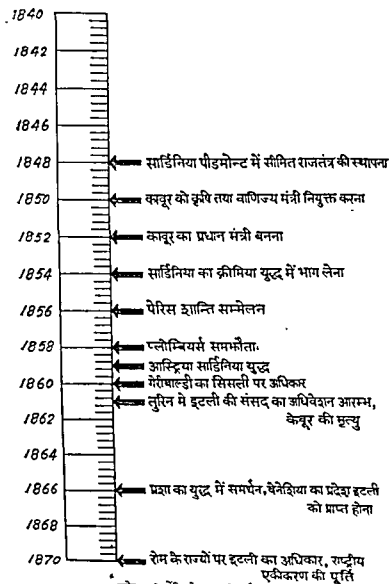 1840
1842
1844
1846
1848 सार्डिनिया पीडमोन्ट में सीमित राजतंत्र की स्थापना
1850 कावूर को कृषि तथा वाणिज्य मंत्री नियुक्त करना
1852 कावूर का प्रधान मंत्री बनना
1854 सार्डिनिया का क्रीमिया युद्ध में भाग लेना
1856 पेरिस शान्ति सम्मेलन
1858 प्लोम्बियर्स समझौता
आस्ट्रिया सार्डिनिया युद्ध
1860 गेरीबाल्डी का सिसली पर अधिकार
तुरिन मे इटली की संसद का अधिवेशन आरम्भ,
1862 केवूर की मृत्यु
1864
1866 प्रशा का युद्ध में समर्थन, वेनेशिया का प्रदेश इटली
को प्राप्त होना
1868
1870 रोम के राज्यों पर इटली का अधिकार, राष्ट्रीय
एकीकरण की पूर्ति